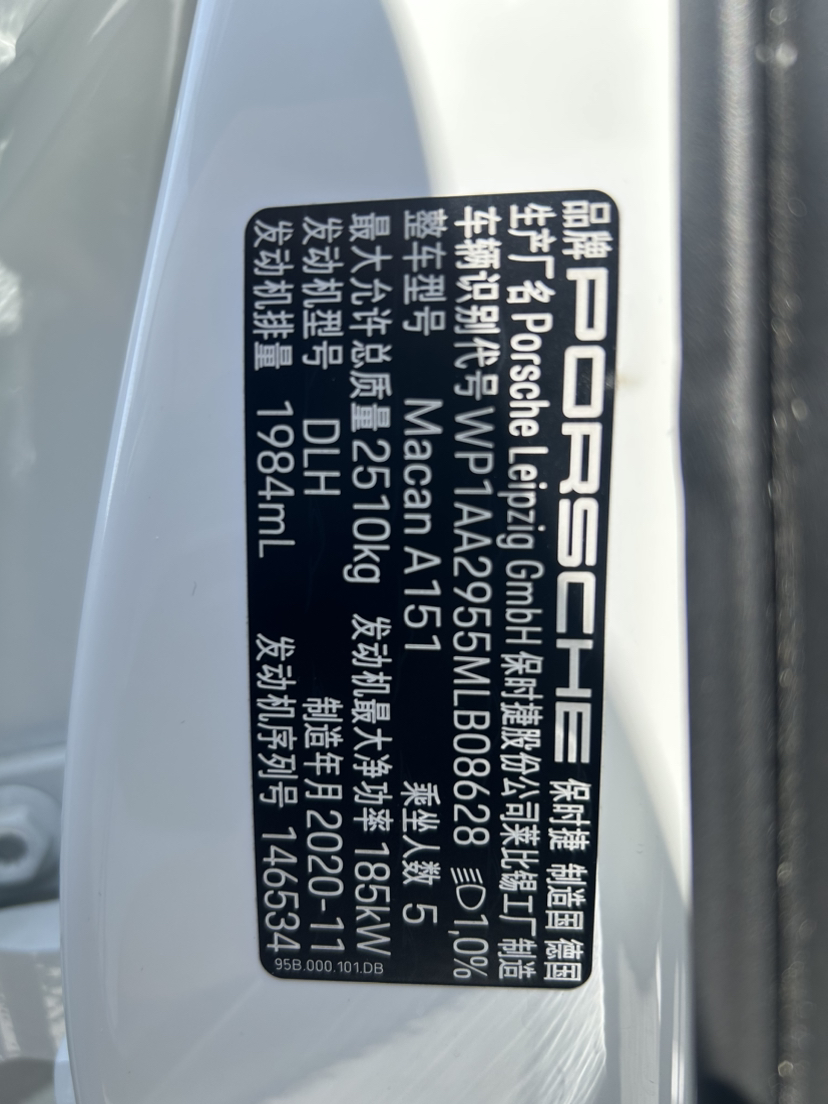 品牌 PORSCHE 保时捷 制造国 德国
生产厂名 Porsche Leipzig GmbH 保时捷股份公司莱比锡工厂制造
车辆识别代号 WP1AA2955MLB08628 1,0%
整车型号 Macan A151 乘坐人数 5
最大允许总质量 2510kg 发动机最大净功率 185kW
发动机型号 DLH 制造年月 2020-11
发动机排量 1984mL 发动机序列号 146534
95B.000.101.DB